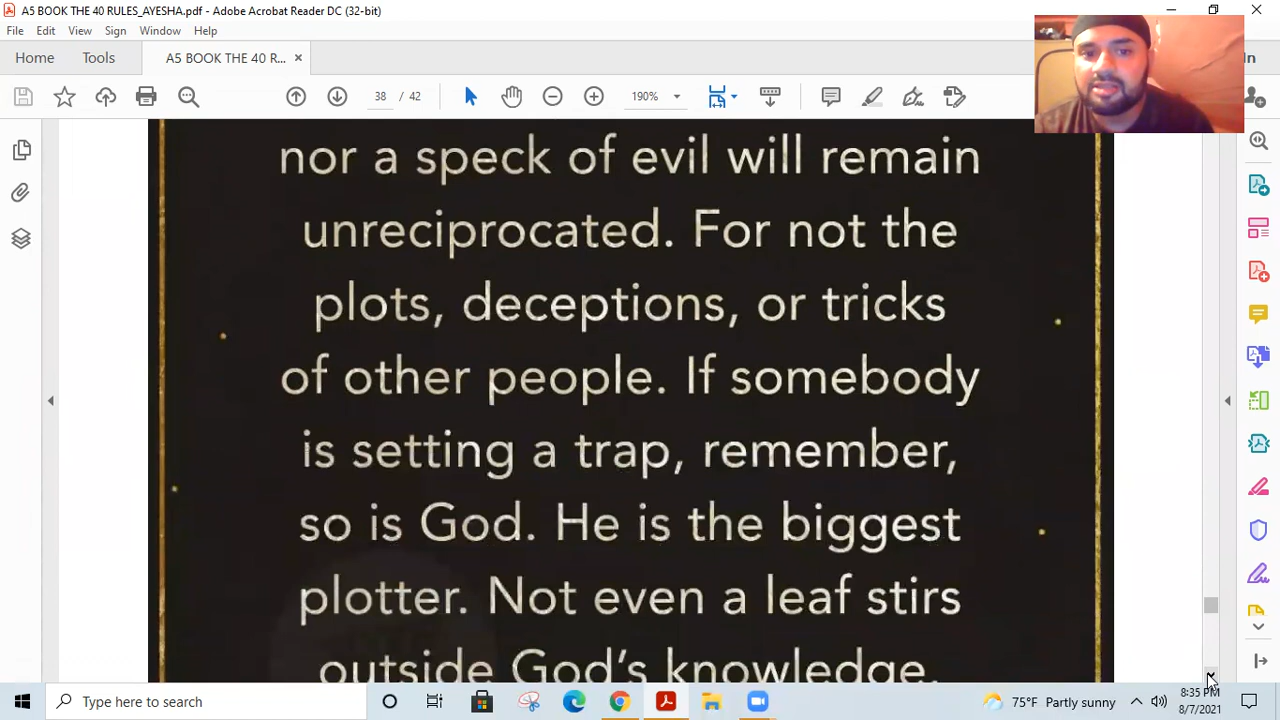 A5 BOOK THE 40 RULES_AYESHA.pdf - Adobe Acrobat Reader DC (32-bit)
File Edit View Sign Window Help
Home Tools A5 BOOK THE 40 R... In
38 / 42 190%
nor a speck of evil will remain
unreciprocated. For not the
plots, deceptions, or tricks
of other people. If somebody
is setting a trap, remember,
so is God. He is the biggest
plotter. Not even a leaf stirs
outside God's knowledge.
Type here to search
75°F Partly sunny
8:35 PM
8/7/2021